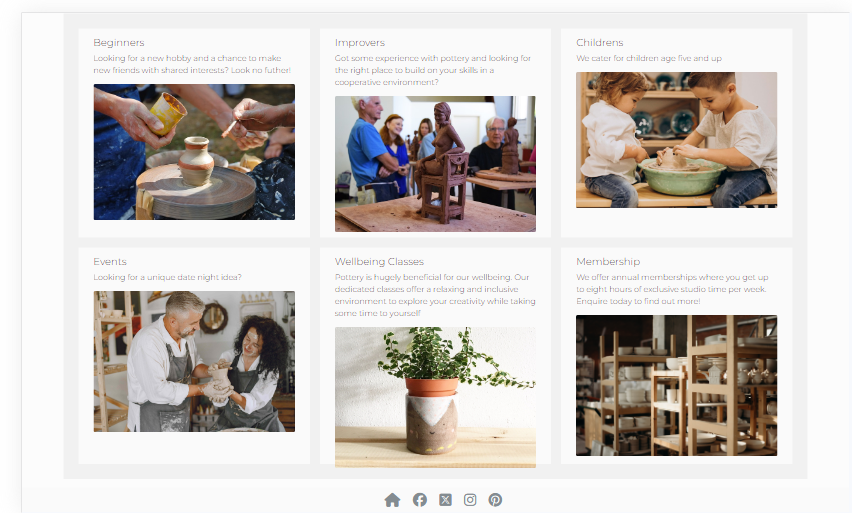 Beginners
Looking for a new hobby and a chance to make
new friends with shared interests? Look no futher!
Improvers
Got some experience with pottery and looking for
the right place to build on your skills in a
cooperative environment?
Childrens
We cater for children age five and up
Events
Looking for a unique date night idea?
Wellbeing Classes
Pottery is hugely beneficial for our wellbeing. Our
dedicated classes offer a relaxing and inclusive
environment to explore your creativity while taking
some time to yourself
Membership
We offer annual memberships where you get up
to eight hours of exclusive studio time per week.
Enquire today to find out more!